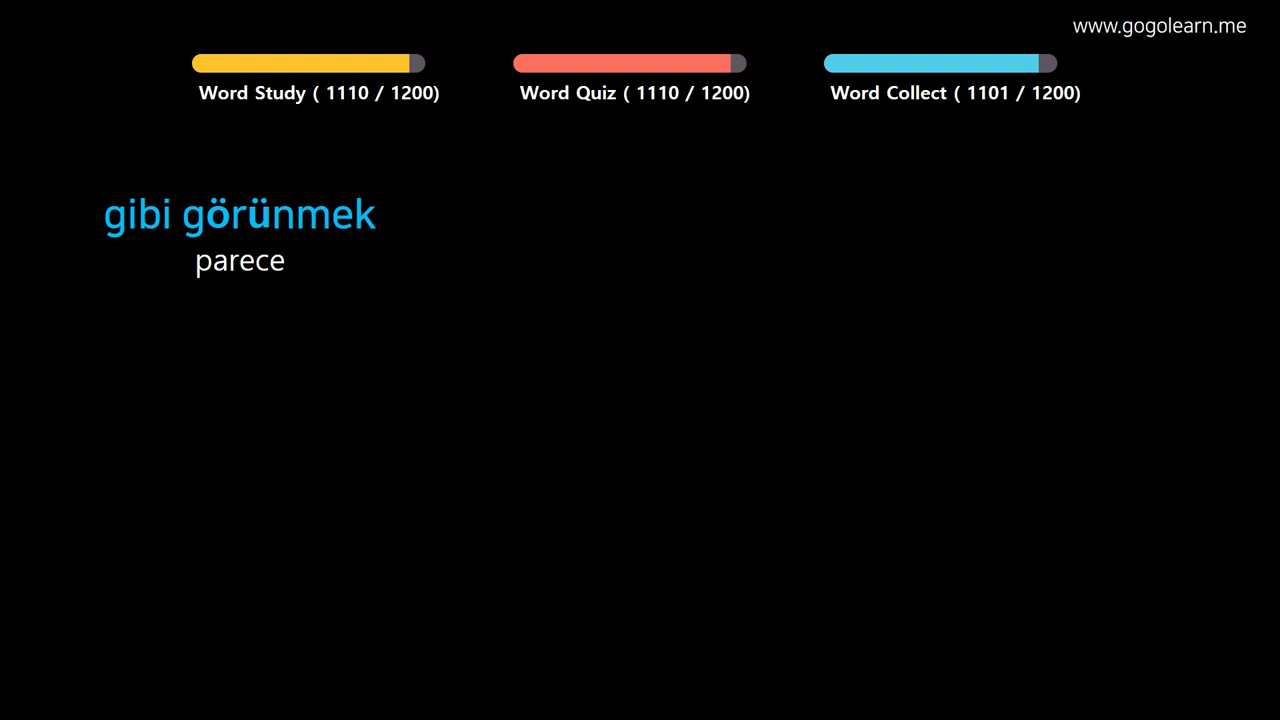 www.gogolearn.me
Word Study ( 1110 / 1200)
Word Quiz ( 1110 / 1200)
Word Collect ( 1101 / 1200)
gibi görünmek
parece